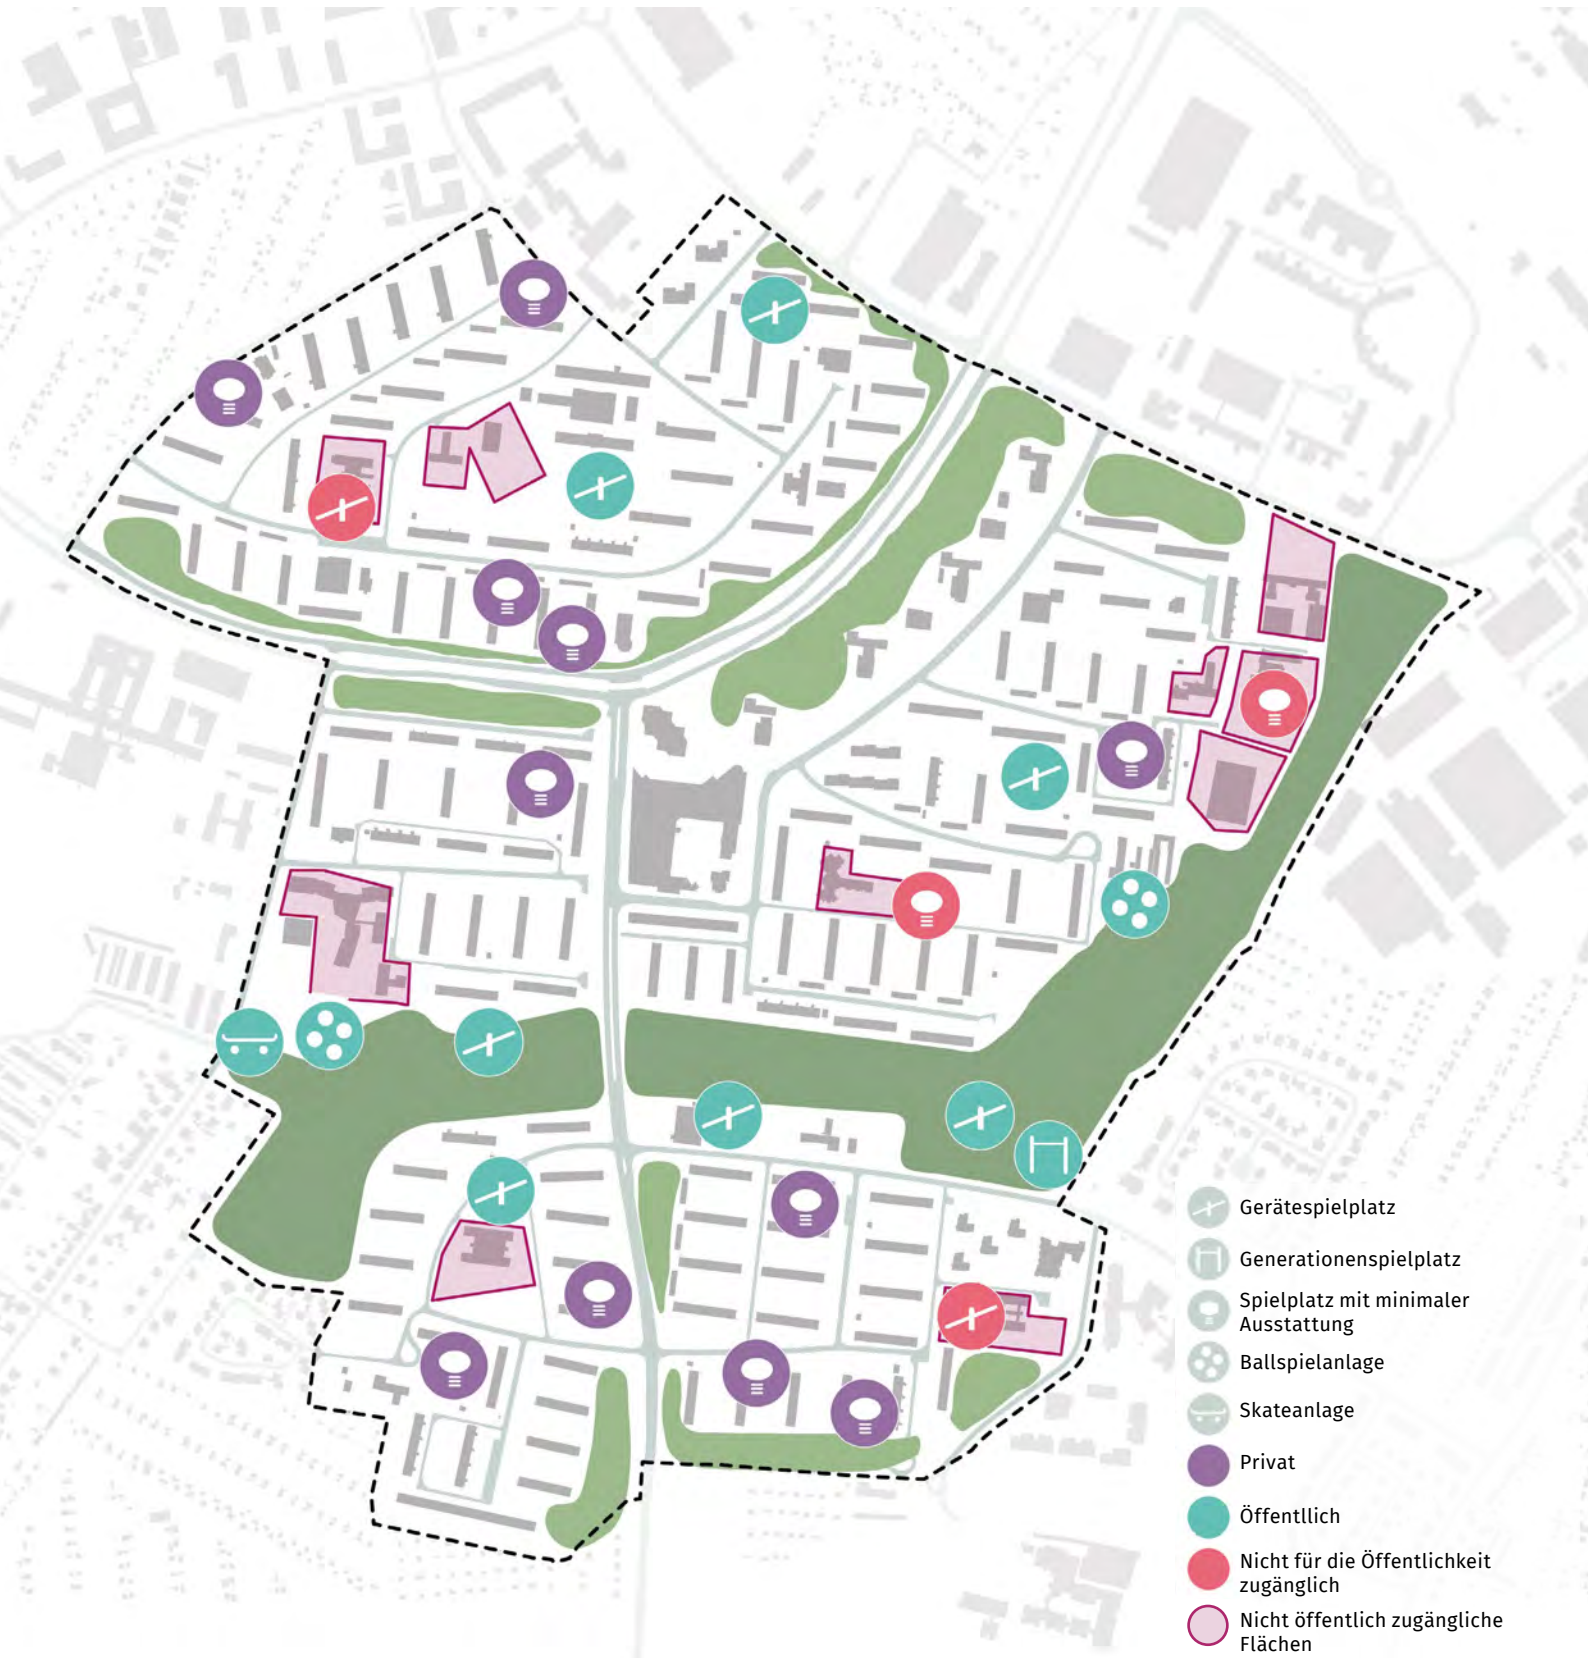 Gerätespielplatz
Generationenspielplatz
Spielplatz mit minimaler
Ausstattung
Ballspielanlage
Skateanlage
Privat
Öffentllich
Nicht für die Öffentlichkeit
zugänglich
Nicht öffentlich zugängliche
Flächen